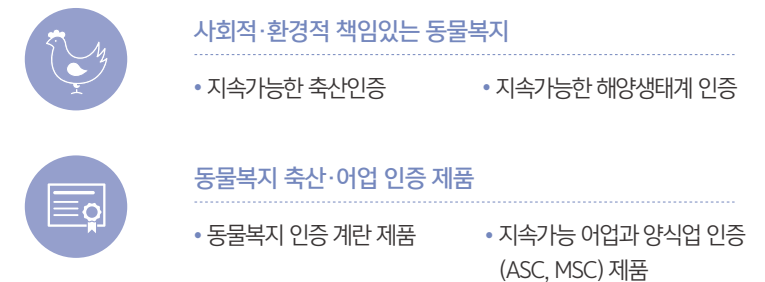 사회적·환경적 책임있는 동물복지
• 지속가능한 축산인증
• 지속가능한 해양생태계 인증
동물복지 축산·어업 인증 제품
• 동물복지 인증 계란 제품
• 지속가능 어업과 양식업 인증
(ASC, MSC) 제품